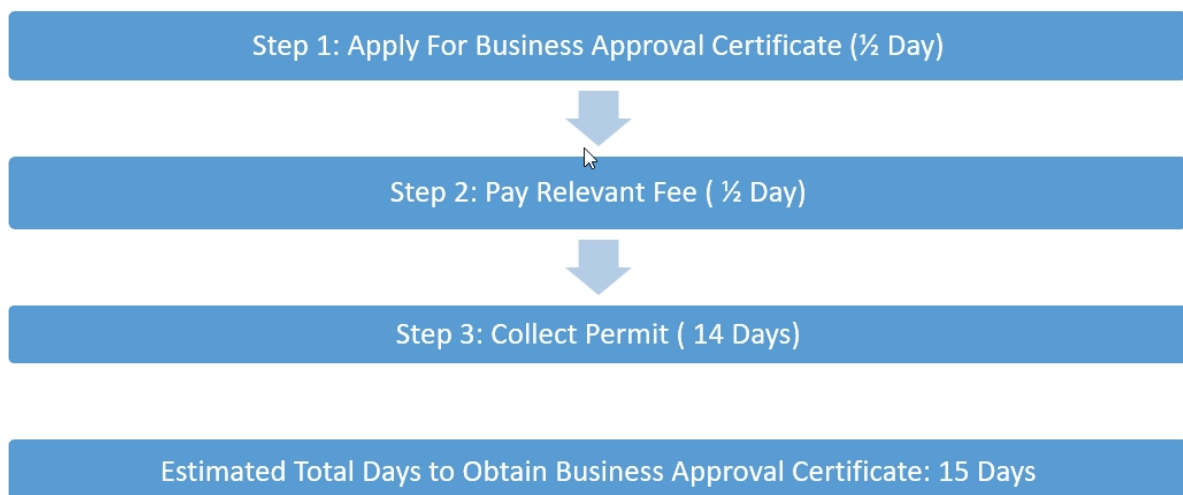 Step 1: Apply For Business Approval Certificate (½ Day)
Step 2: Pay Relevant Fee ( ½ Day)
Step 3: Collect Permit ( 14 Days)
Estimated Total Days to Obtain Business Approval Certificate: 15 Days